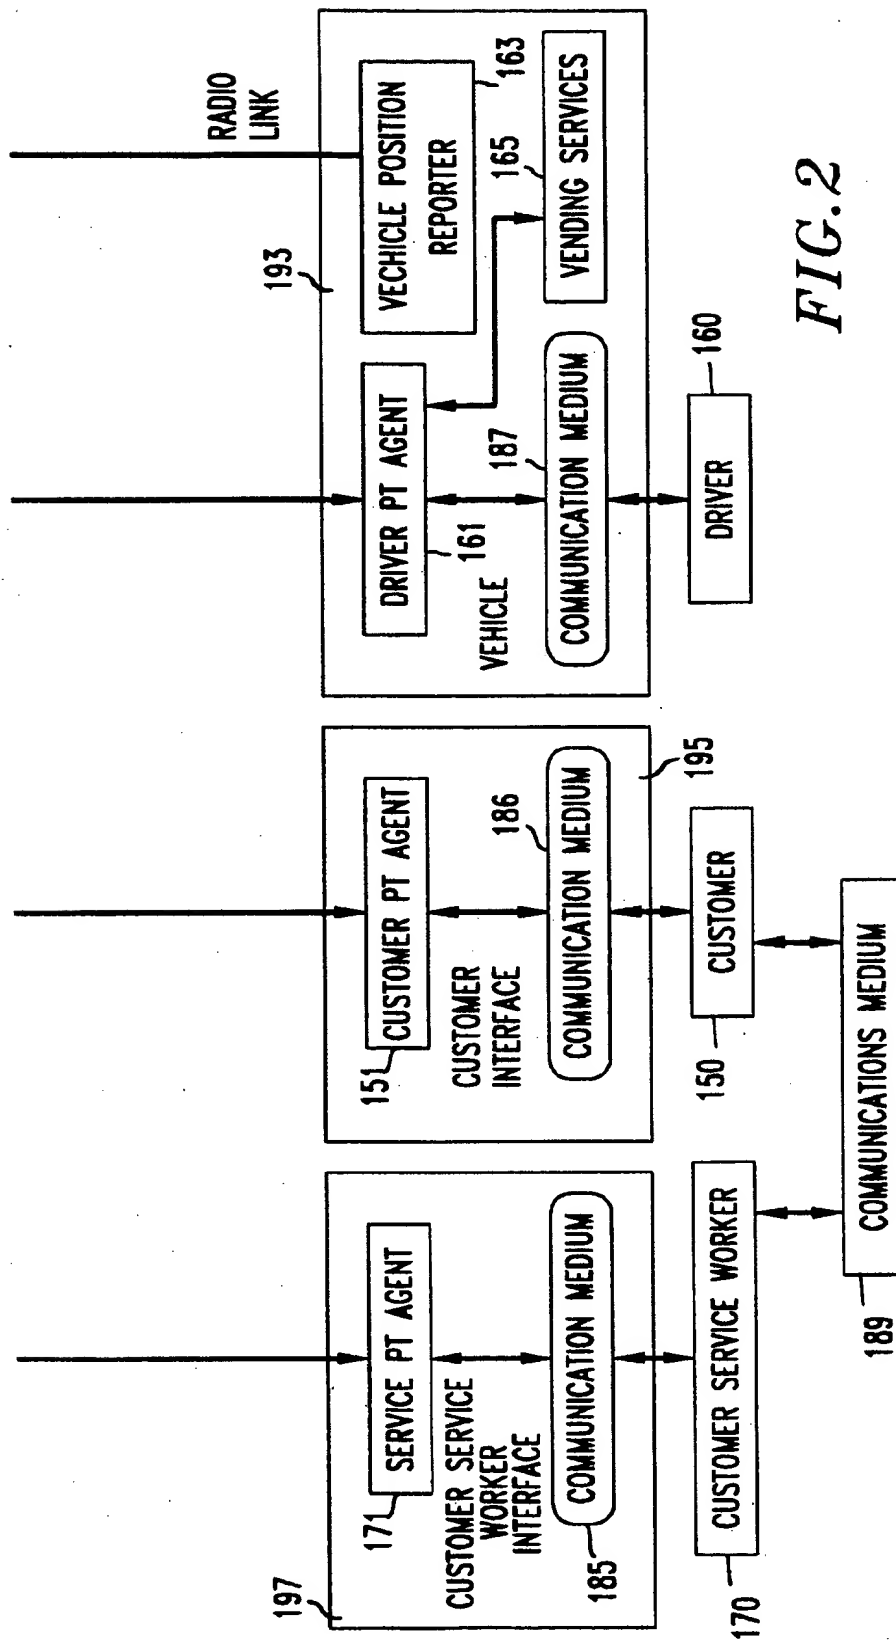 197
171
SERVICE PT AGENT
CUSTOMER SERVICE
WORKER
INTERFACE
185
COMMUNICATION MEDIUM
170
CUSTOMER SERVICE WORKER
151
CUSTOMER PT AGENT
CUSTOMER
INTERFACE
186
COMMUNICATION MEDIUM
195
150
CUSTOMER
189
COMMUNICATIONS MEDIUM
193
RADIO
LINK
DRIVER PT AGENT
161
VECHICLE POSITION
REPORTER
163
VEHICLE
187
COMMUNICATION MEDIUM
165
VENDING SERVICES
DRIVER
160
FIG.2